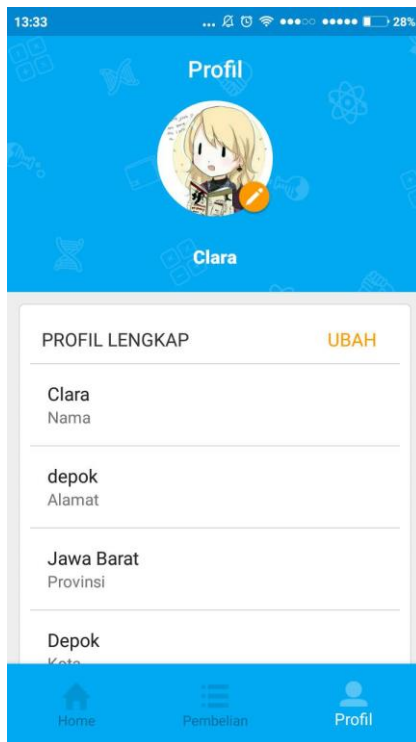 13:33 ... 28%
Profil
Clara
PROFIL LENGKAP UBAH
Clara
Nama
depok
Alamat
Jawa Barat
Provinsi
Depok
Kota
Home Pembelian Profil